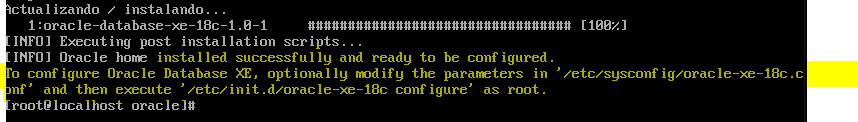 Actualizando / instalando...
1:oracle-database-xe-18c-1.0-1 ################################# [100%]
[INFO] Executing post installation scripts...
[INFO] Oracle home installed successfully and ready to be configured.
To configure Oracle Database XE, optionally modify the parameters in '/etc/sysconfig/oracle-xe-18c.c
onf' and then execute '/etc/init.d/oracle-xe-18c configure' as root.
[root@localhost oracle]#